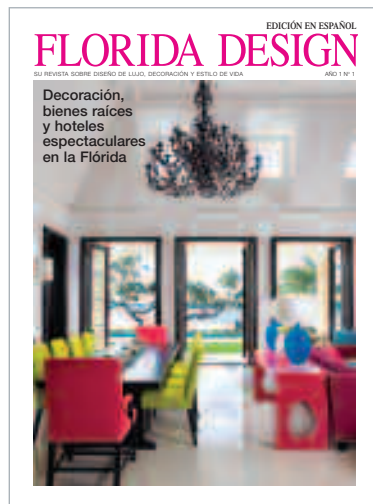 EDICIÓN EN ESPAÑOL
FLORIDA DESIGN
SU REVISTA SOBRE DISEÑO DE LUJO, DECORACIÓN Y ESTILO DE VIDA
AÑO 1 Nº 1
Decoración,
bienes raíces
y hoteles
espectaculares
en la Flórida